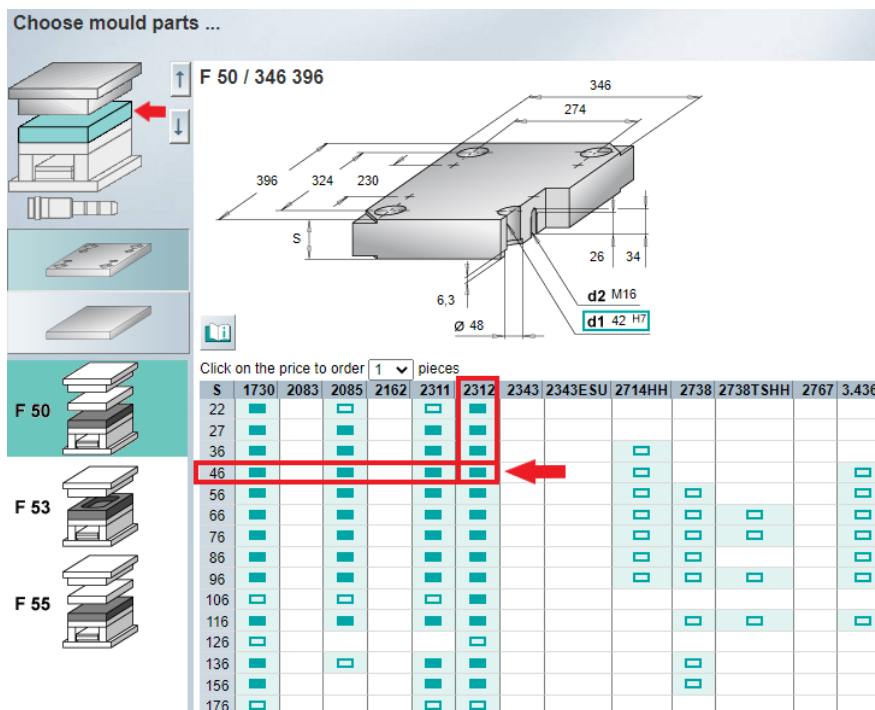 Choose mould parts ...
F 50 / 346 396
346
274
396
324
230
S
26
34
6,3
d2 M16
Ø 48
d1 42 H7
Click on the price to order 1 pieces
S 1730 2083 2085 2162 2311 2312 2343 2343ESU 2714HH 2738 2738TSHH 2767 3.436
22
27
36
46
56
66
76
86
96
106
116
126
136
156
176
F 50
F 53
F 55